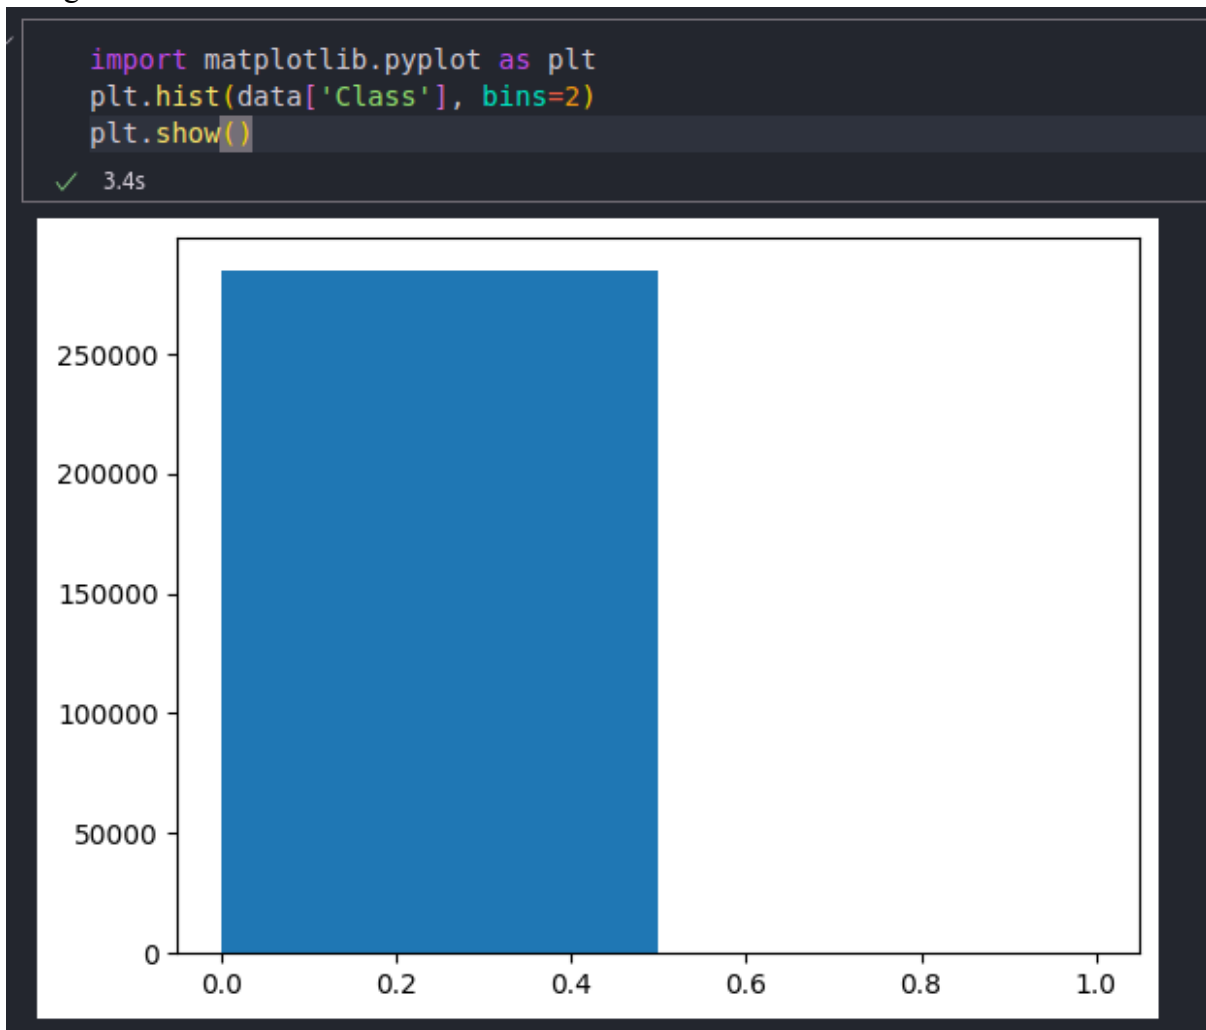 import matplotlib.pyplot as plt
plt.hist(data['Class'], bins=2)
plt.show()
✓ 3.4s
250000
200000
150000
100000
50000
0
0.0 0.2 0.4 0.6 0.8 1.0